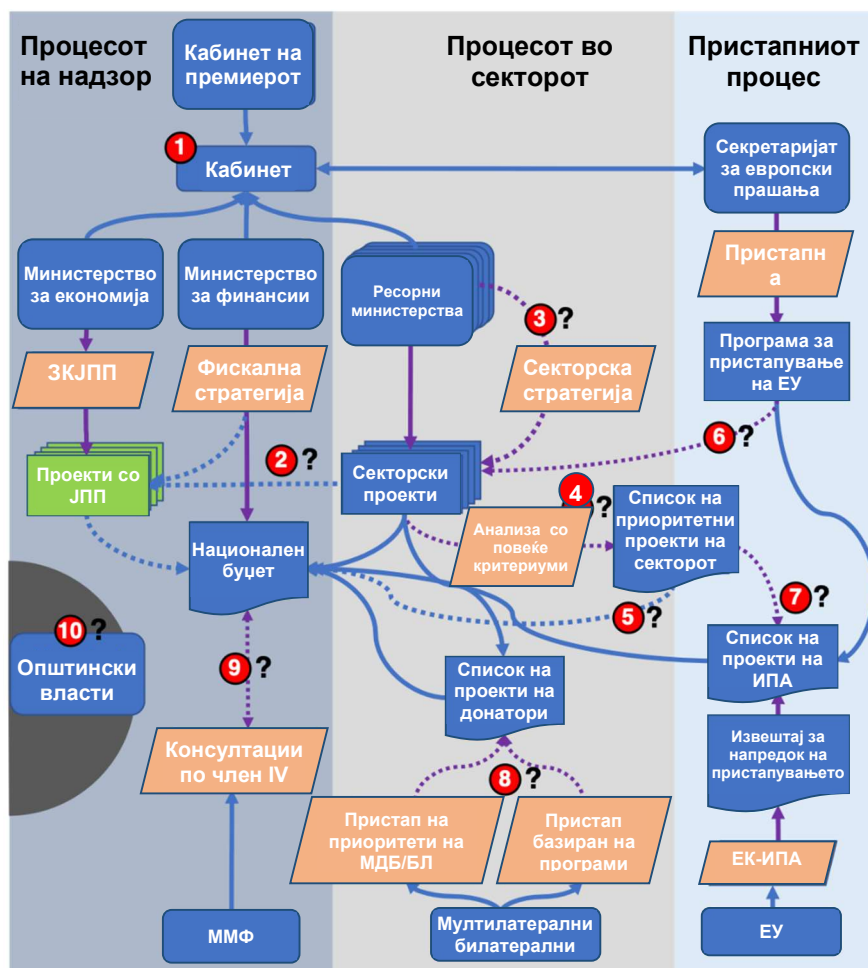 Процесот
на надзор
Процесот во
секторот
Пристапниот
процес
Кабинет на
премиерот
1
Кабинет
Секретаријат
за европски
прашања
Министерство
за економија
Министерство
за финансии
Ресорни
министерства
Пристапн
а
3 ?
ЗКЈПП
Фискална
стратегија
Секторска
стратегија
Програма за
пристапување
на ЕУ
6 ?
2 ?
Проекти со
ЈПП
Секторски
проекти
4
?
Анализа со
повеќе
критериуми
Список на
приоритетни
проекти на
секторот
Национален
буџет
7 ?
5 ?
10 ?
Општински
власти
9 ?
Список на
проекти на
донатори
Список на
проекти на
ИПА
Консултации
по член IV
Извештај за
напредок на
пристапувањето
8 ?
Пристап на
приоритети на
МДБ/БЛ
Пристап
базиран на
програми
ЕК-ИПА
ММФ
Мултилатерални
билатерални
ЕУ